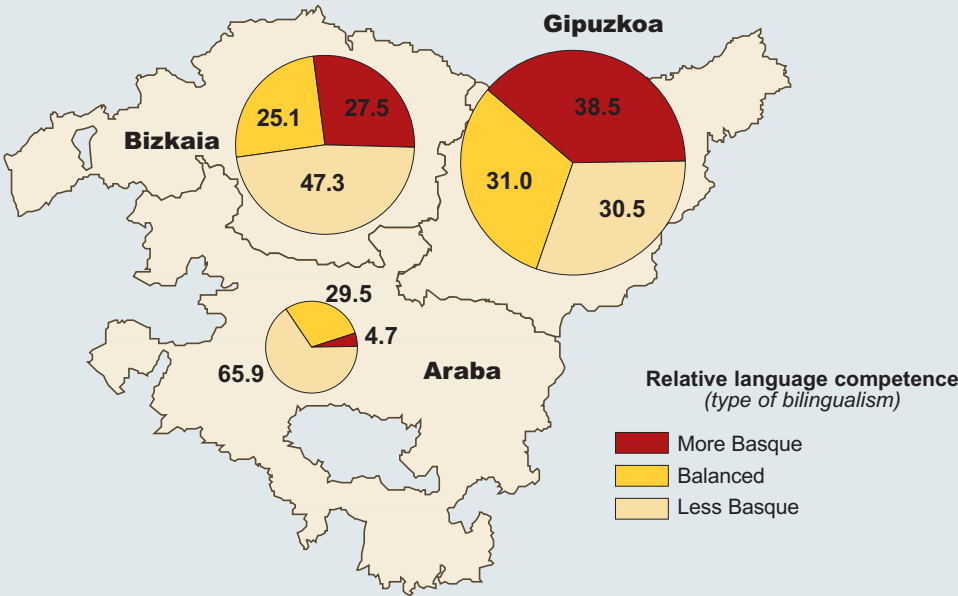 Gipuzkoa
38.5
31.0
30.5
Bizkaia
25.1
27.5
47.3
29.5
4.7
65.9
Araba
Relative language competence
(type of bilingualism)
More Basque
Balanced
Less Basque